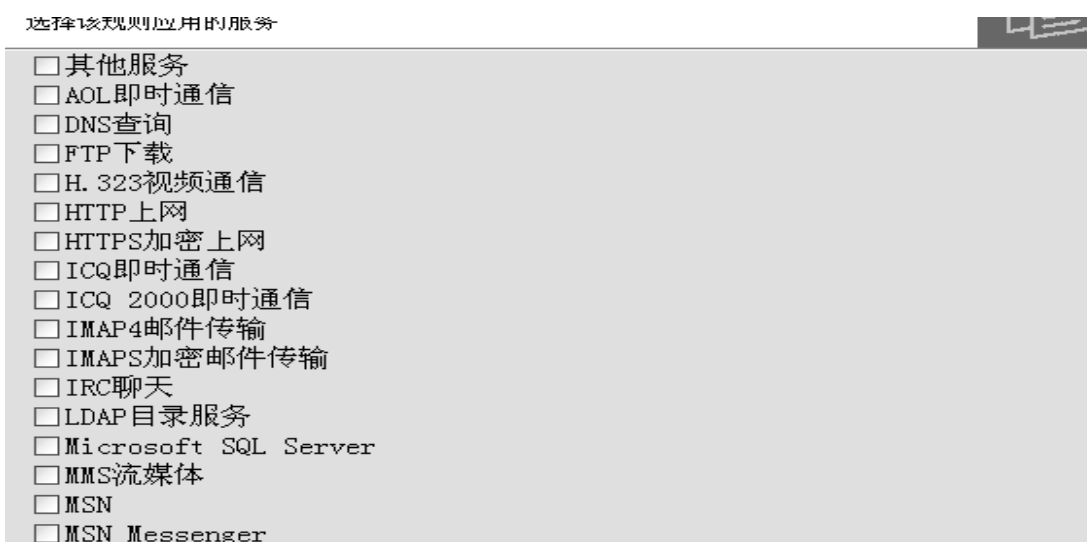 选择该规则应用的服务
其他服务
AOL即时通信
DNS查询
FTP下载
H.323视频通信
HTTP上网
HTTPS加密上网
ICQ即时通信
ICQ 2000即时通信
IMAP4邮件传输
IMAPS加密邮件传输
IRC聊天
LDAP目录服务
Microsoft SQL Server
MMS流媒体
MSN
MSN Messenger